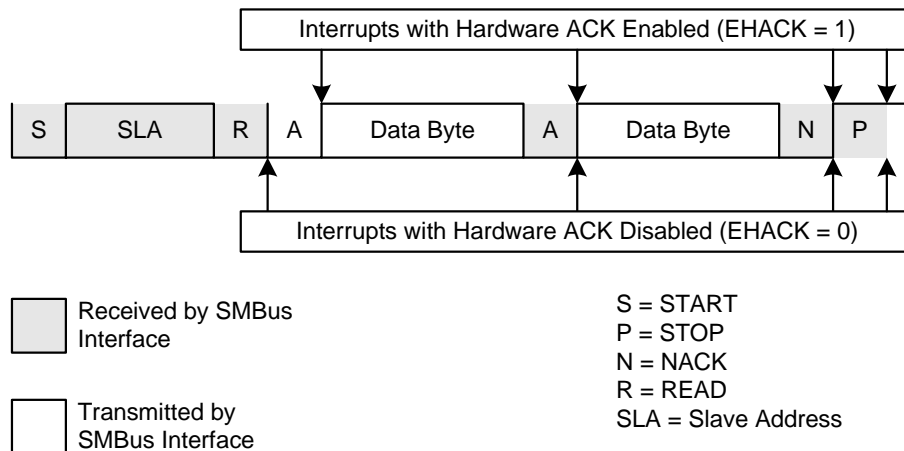 Interrupts with Hardware ACK Enabled (EHACK = 1)
S SLA R A Data Byte A Data Byte N P
Interrupts with Hardware ACK Disabled (EHACK = 0)
Received by SMBus
Interface
Transmitted by
SMBus Interface
S = START
P = STOP
N = NACK
R = READ
SLA = Slave Address